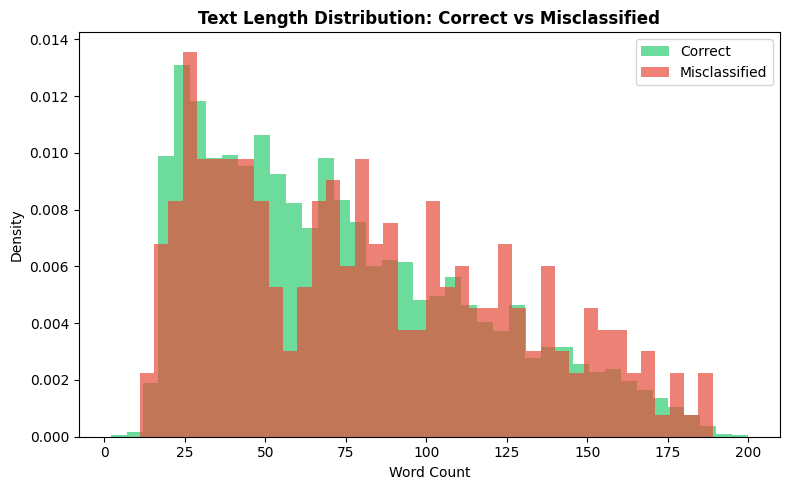 Text Length Distribution: Correct vs Misclassified
Correct
Misclassified
Density
0.014
0.012
0.010
0.008
0.006
0.004
0.002
0.000
0 25 50 75 100 125 150 175 200
Word Count